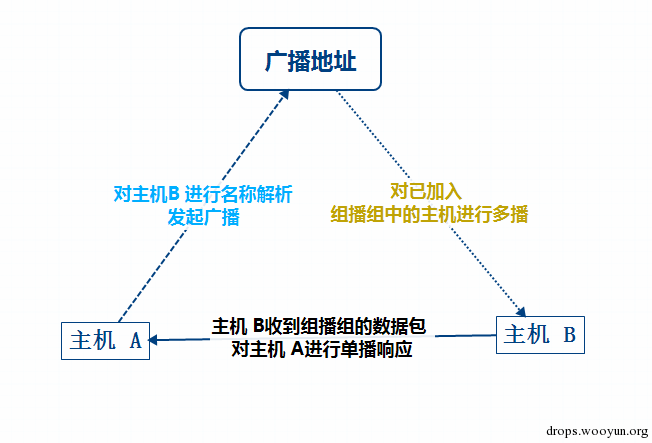 广播地址
对主机B 进行名称解析
发起广播
对已加入
组播组中的主机进行多播
主机 A
主机 B收到组播组的数据包
对主机 A进行单播响应
主机 B
drops.wooyun.org